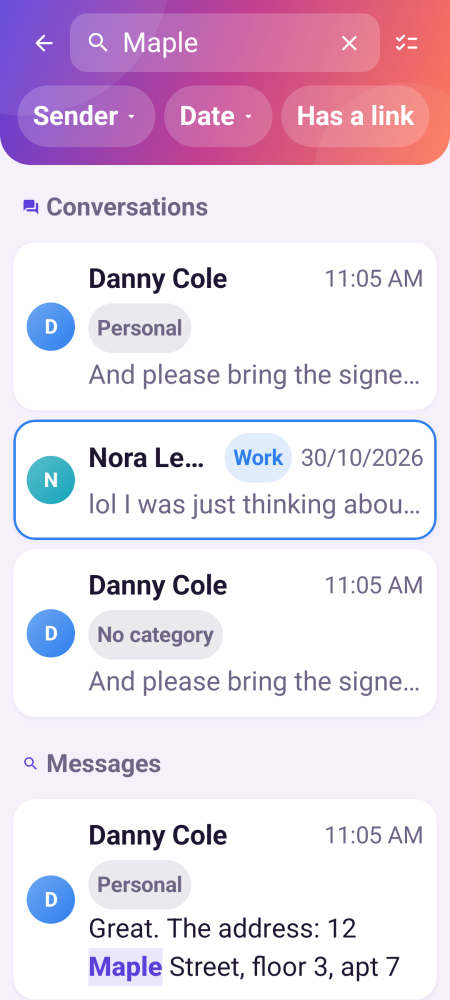 Maple
Sender
Date
Has a link
Conversations
Danny Cole 11:05 AM
D
Personal
And please bring the signe...
Nora Le... Work 30/10/2026
N
lol I was just thinking abou...
Danny Cole 11:05 AM
D
No category
And please bring the signe...
Messages
Danny Cole 11:05 AM
D
Personal
Great. The address: 12
Maple Street, floor 3, apt 7